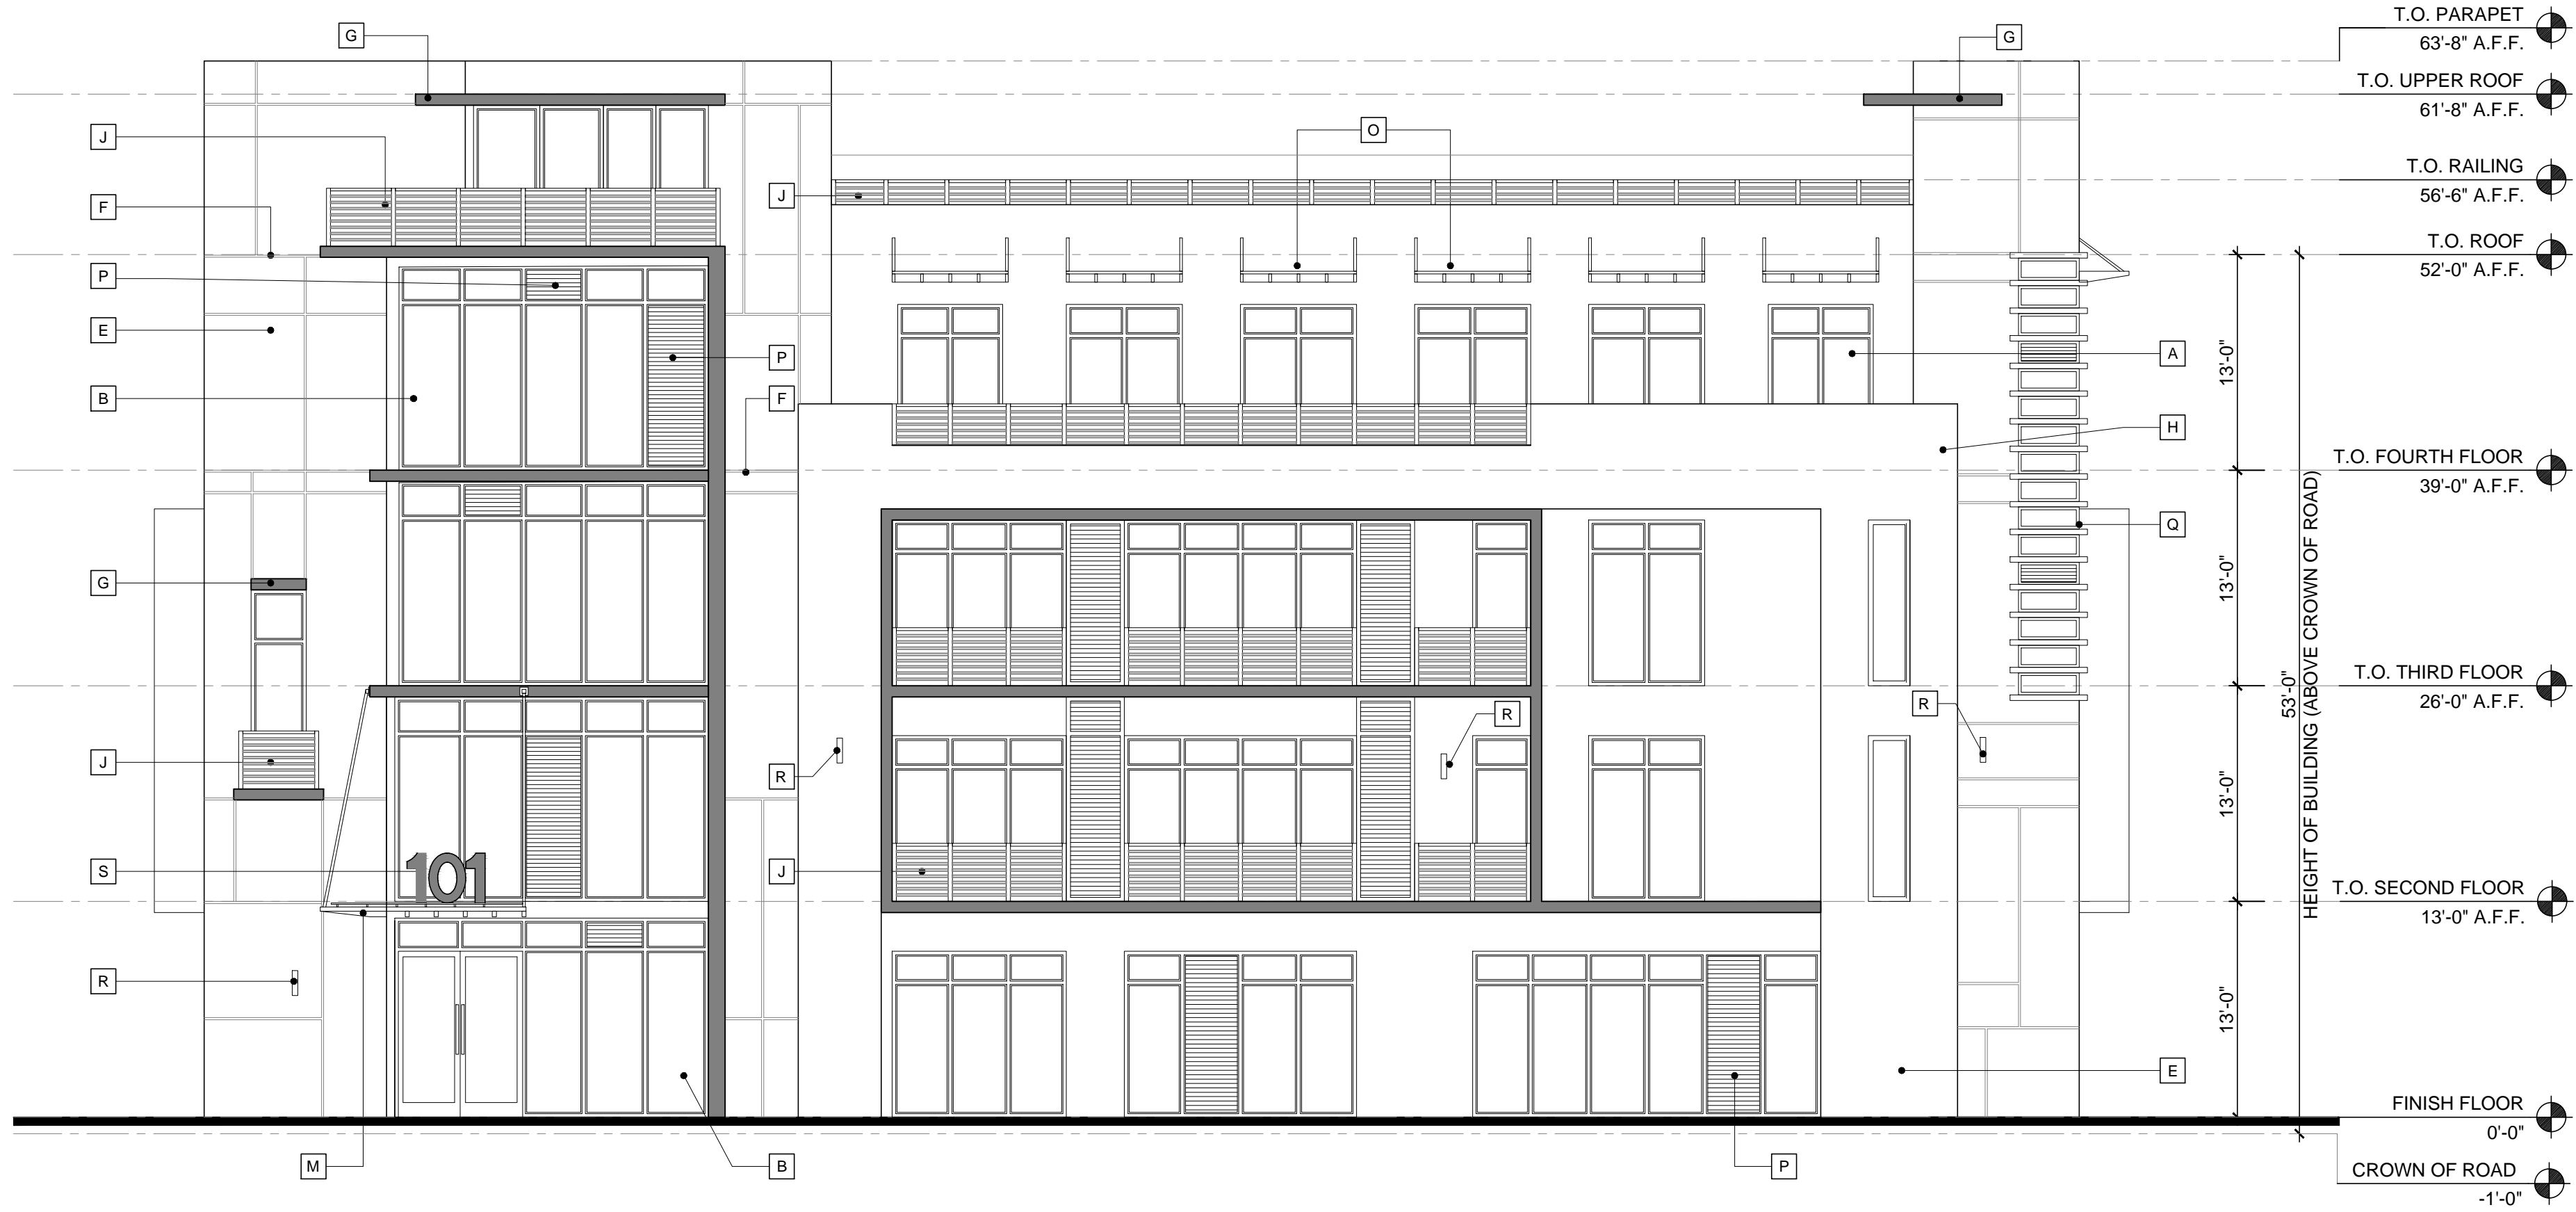 T.O. PARAPET
63'-8" A.F.F.
G
G
T.O. UPPER ROOF
61'-8" A.F.F.
J
O
T.O. RAILING
56'-6" A.F.F.
J
F
T.O. ROOF
52'-0" A.F.F.
P
E
P
A
13'-0"
B
F
H
T.O. FOURTH FLOOR
39'-0" A.F.F.
Q
G
13'-0"
HEIGHT OF BUILDING (ABOVE CROWN OF ROAD)
53'-0"
T.O. THIRD FLOOR
26'-0" A.F.F.
R
R
J
R
13'-0"
S
101
J
T.O. SECOND FLOOR
13'-0" A.F.F.
R
13'-0"
E
FINISH FLOOR
0'-0"
M
B
P
CROWN OF ROAD
-1'-0"